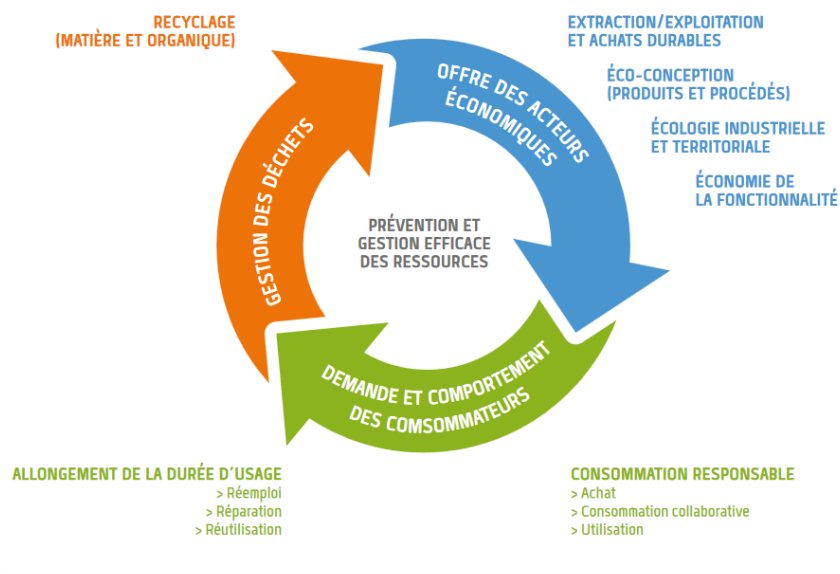 RECYCLAGE
(MATIÈRE ET ORGANIQUE)
EXTRACTION/EXPLOITATION
ET ACHATS DURABLES
ÉCO-CONCEPTION
(PRODUITS ET PROCÉDÉS)
ÉCOLOGIE INDUSTRIELLE
ET TERRITORIALE
ÉCONOMIE DE
LA FONCTIONNALITÉ
OFFRE DES ACTEURS
ÉCONOMIQUES
GESTION DES DÉCHETS
PRÉVENTION ET
GESTION EFFICACE
DES RESSOURCES
DEMANDE ET COMPORTEMENT
DES COMSOMMATEURS
ALLONGEMENT DE LA DURÉE D'USAGE
> Réemploi
> Réparation
> Réutilisation
CONSOMMATION RESPONSABLE
> Achat
> Consommation collaborative
> Utilisation